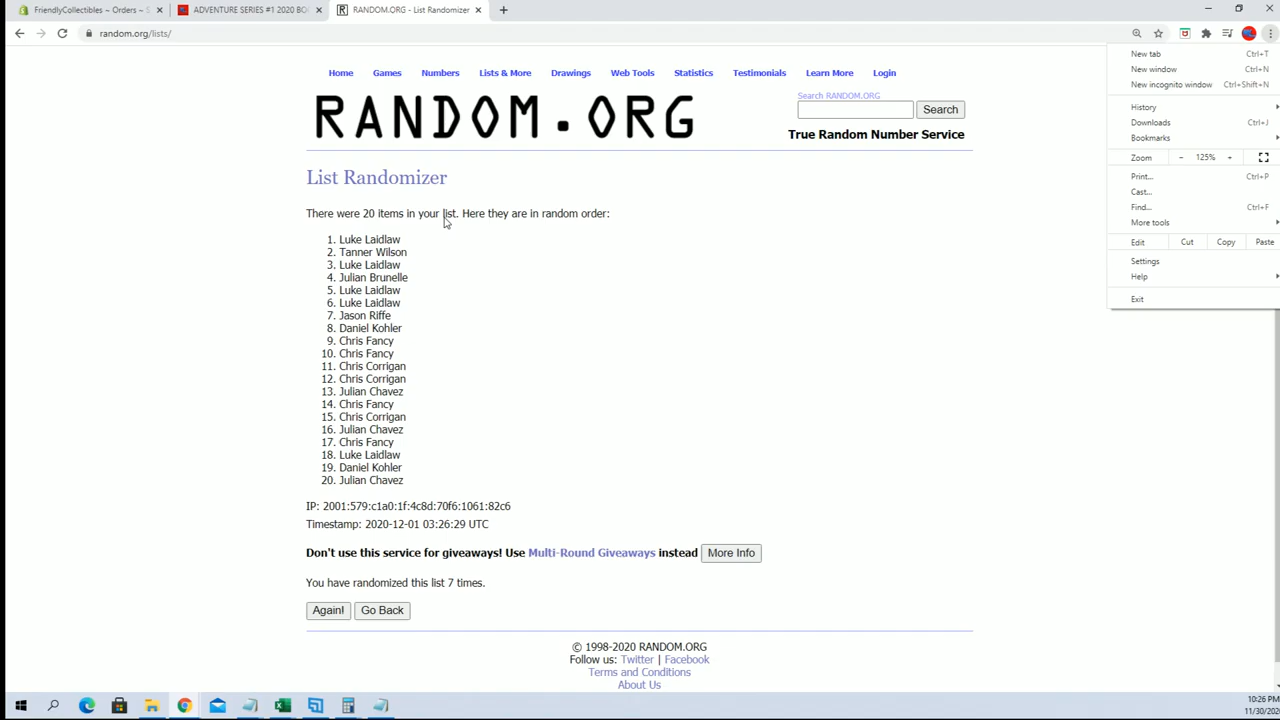 FriendlyCollectibles ~ Orders ~ S
ADVENTURE SERIES #1 2020 BO
RANDOM.ORG - List Randomizer
random.org/lists/
New tab Ctrl+T
New window Ctrl+N
New incognito window Ctrl+Shift+N
History
Downloads Ctrl+J
Bookmarks
Zoom - 125% +
Print... Ctrl+P
Cast...
Find... Ctrl+F
More tools
Edit Cut Copy Paste
Settings
Help
Exit
Home Games Numbers Lists & More Drawings Web Tools Statistics Testimonials Learn More Login
RANDOM.ORG
Search RANDOM.ORG
Search
True Random Number Service
List Randomizer
There were 20 items in your list. Here they are in random order:
1. Luke Laidlaw
2. Tanner Wilson
3. Luke Laidlaw
4. Julian Brunelle
5. Luke Laidlaw
6. Luke Laidlaw
7. Jason Riffe
8. Daniel Kohler
9. Chris Fancy
10. Chris Fancy
11. Chris Corrigan
12. Chris Corrigan
13. Julian Chavez
14. Chris Fancy
15. Chris Corrigan
16. Julian Chavez
17. Chris Fancy
18. Luke Laidlaw
19. Daniel Kohler
20. Julian Chavez
IP: 2001:579:c1a0:1f:4c8d:70f6:1061:82c6
Timestamp: 2020-12-01 03:26:29 UTC
Don't use this service for giveaways! Use Multi-Round Giveaways instead More Info
You have randomized this list 7 times.
Again! Go Back
© 1998-2020 RANDOM.ORG
Follow us: Twitter | Facebook
Terms and Conditions
About Us
10:26 PM
11/30/202